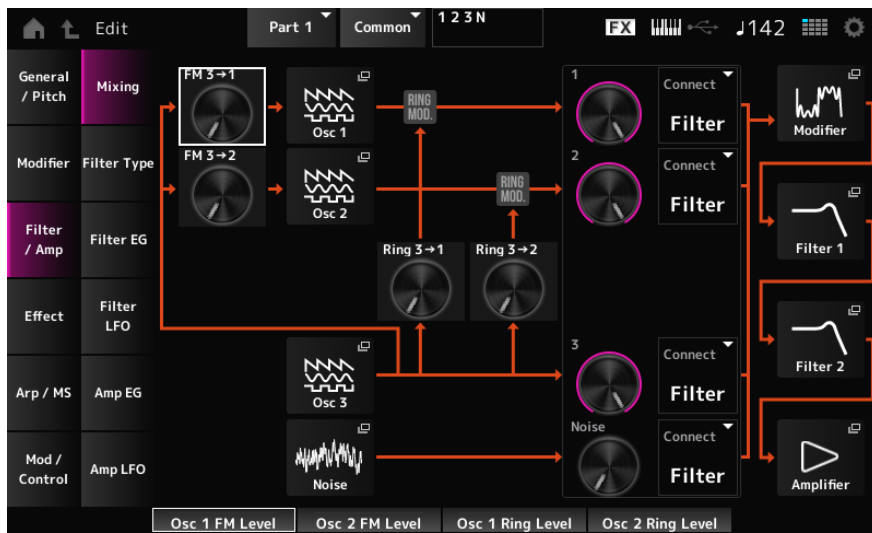 Edit
Part 1
Common
1 2 3 N
FX
♩142
General
/ Pitch
Modifier
Filter
/ Amp
Effect
Arp / MS
Mod /
Control
Mixing
Filter Type
Filter EG
Filter
LFO
Amp EG
Amp LFO
FM 3→1
Osc 1
RING
MOD.
1
Connect
Filter
Modifier
FM 3→2
Osc 2
RING
MOD.
2
Connect
Filter
Filter 1
Ring 3→1
Ring 3→2
Osc 3
3
Connect
Filter
Filter 2
Noise
Noise
Connect
Filter
Amplifier
Osc 1 FM Level
Osc 2 FM Level
Osc 1 Ring Level
Osc 2 Ring Level